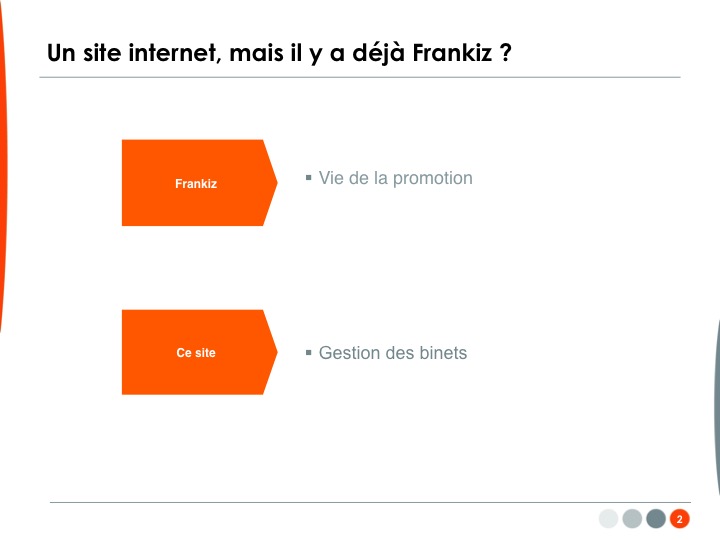 Un site internet, mais il y a déjà Frankiz ?
Frankiz
▪ Vie de la promotion
Ce site
▪ Gestion des binets
2